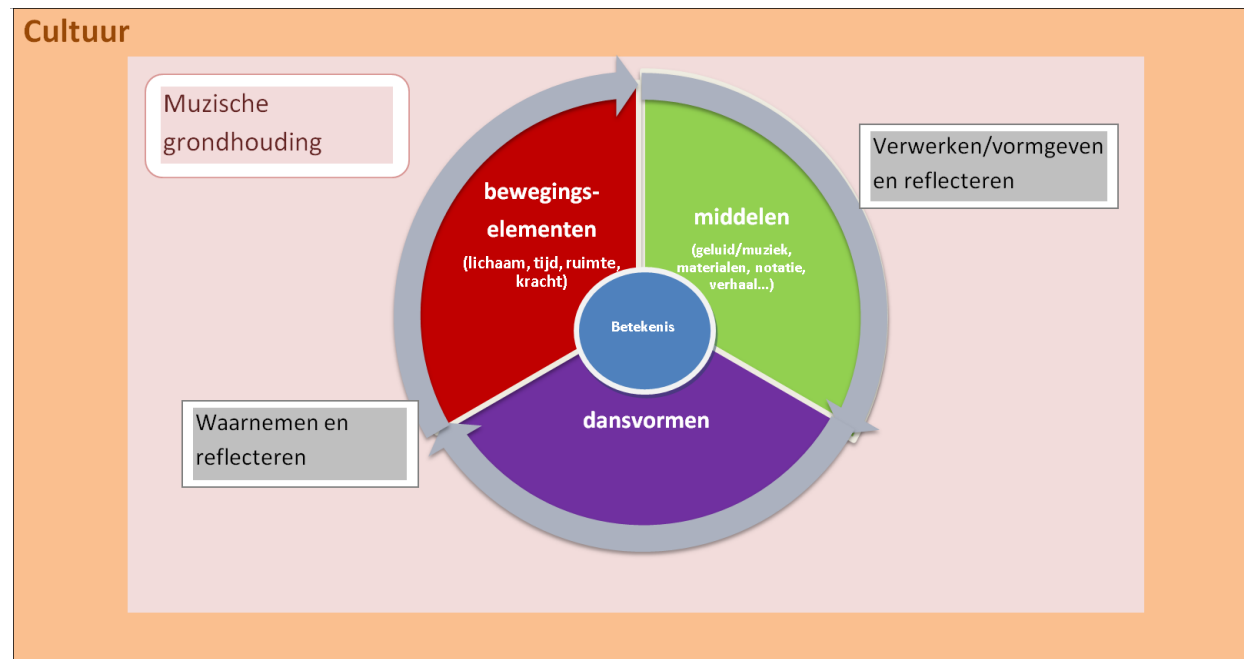 Cultuur
Muzische
grondhouding
Verwerken/vormgeven
en reflecteren
bewegings-
elementen
(lichaam, tijd, ruimte,
kracht)
middelen
(geluid/muziek,
materialen, notatie,
verhaal...)
Betekenis
dansvormen
Waarnemen en
reflecteren